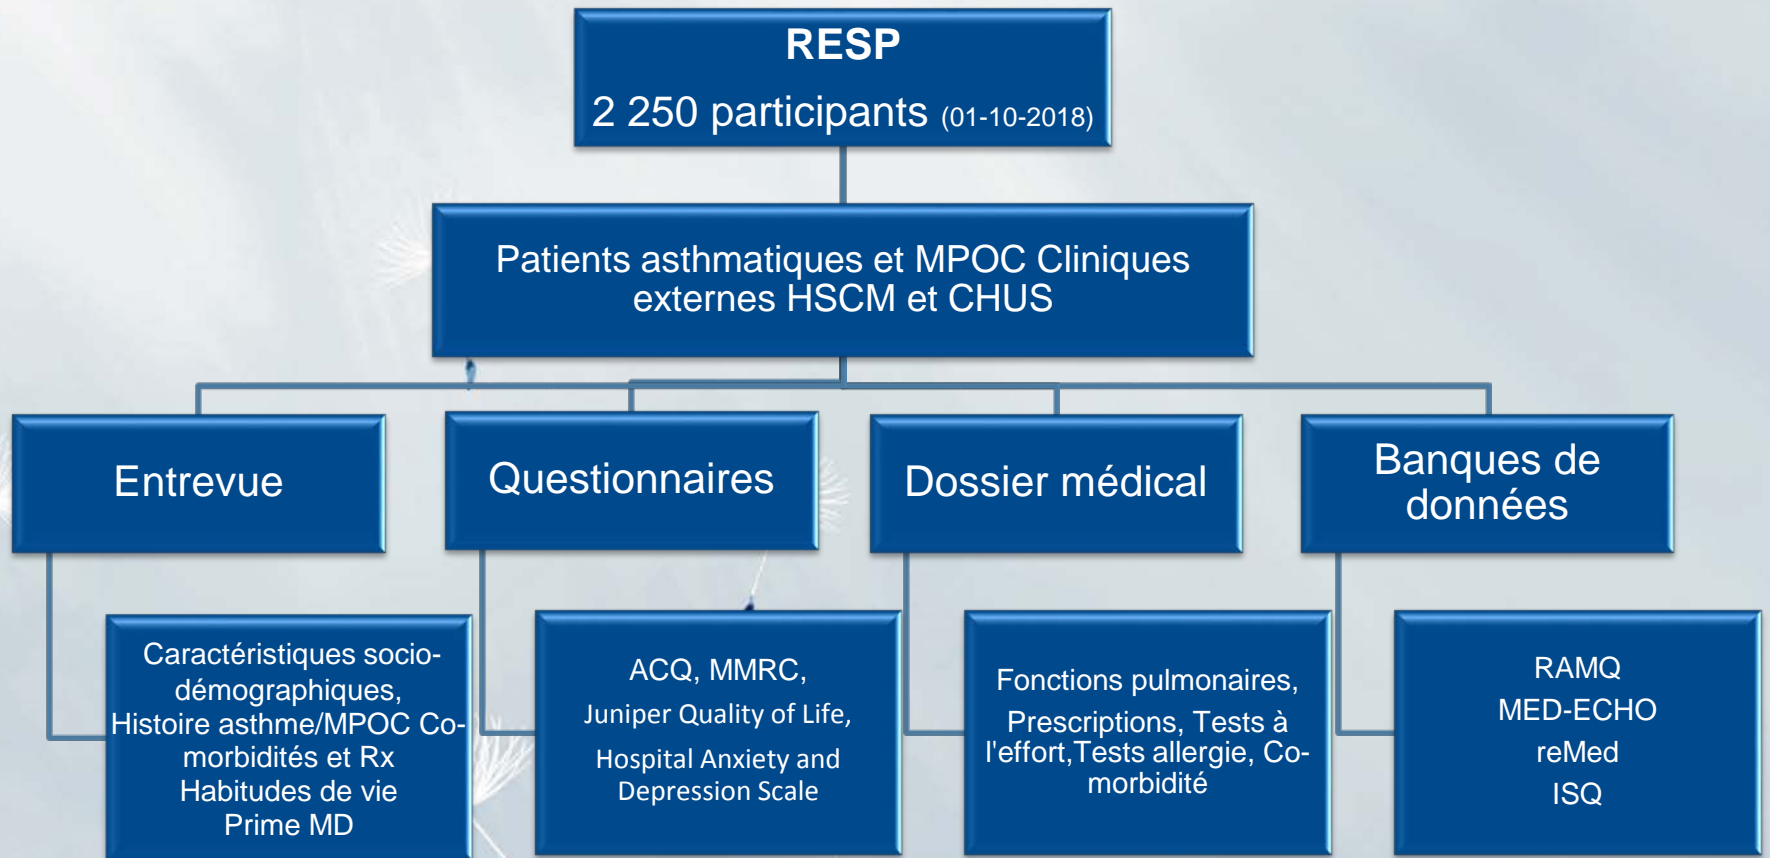 RESP
2 250 participants (01-10-2018)
Patients asthmatiques et MPOC Cliniques
externes HSCM et CHUS
Entrevue
Questionnaires
Dossier médical
Banques de
données
Caractéristiques socio-
démographiques,
Histoire asthme/MPOC Co-
morbidités et Rx
Habitudes de vie
Prime MD
ACQ, MMRC,
Juniper Quality of Life,
Hospital Anxiety and
Depression Scale
Fonctions pulmonaires,
Prescriptions, Tests à
l'effort,Tests allergie, Co-
morbidité
RAMQ
MED-ECHO
reMed
ISQ